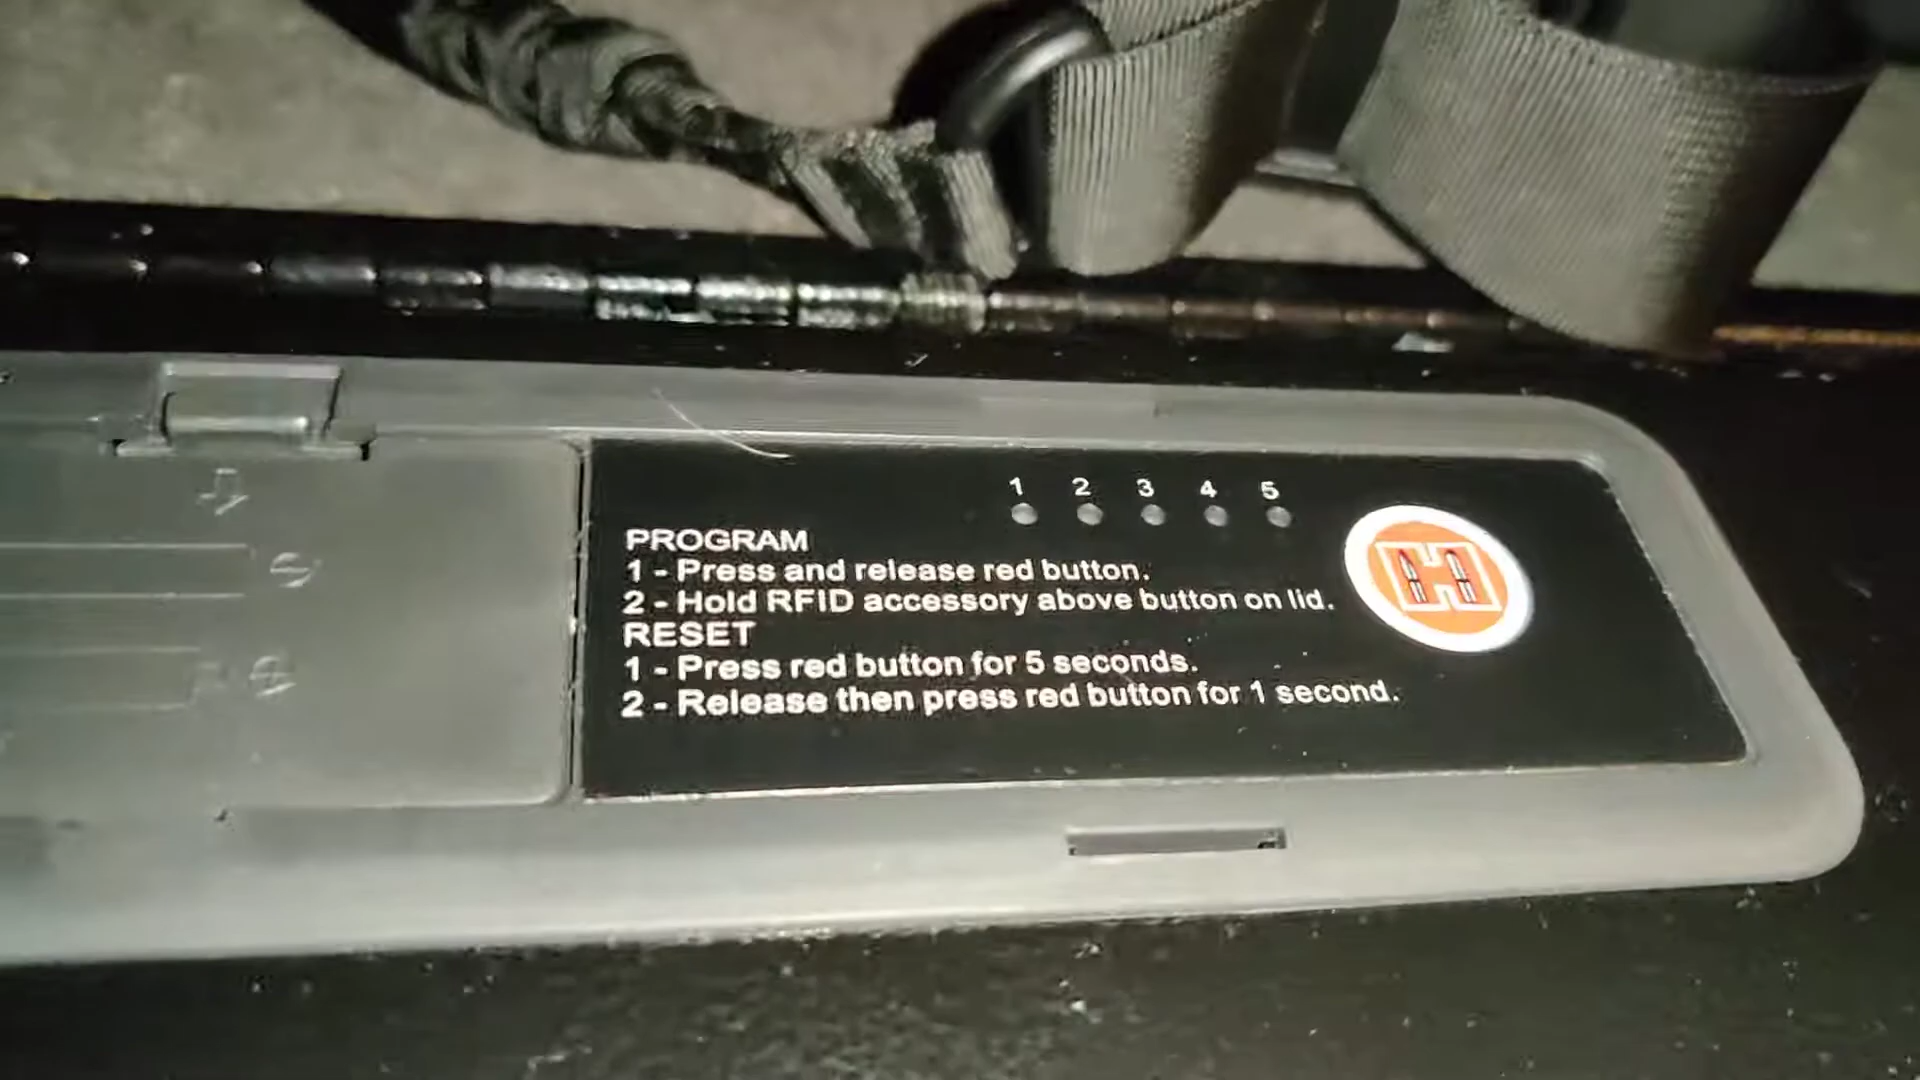 1 2 3 4 5
PROGRAM
1 - Press and release red button.
2 - Hold RFID accessory above button on lid.
RESET
1 - Press red button for 5 seconds.
2 - Release then press red button for 1 second.
H